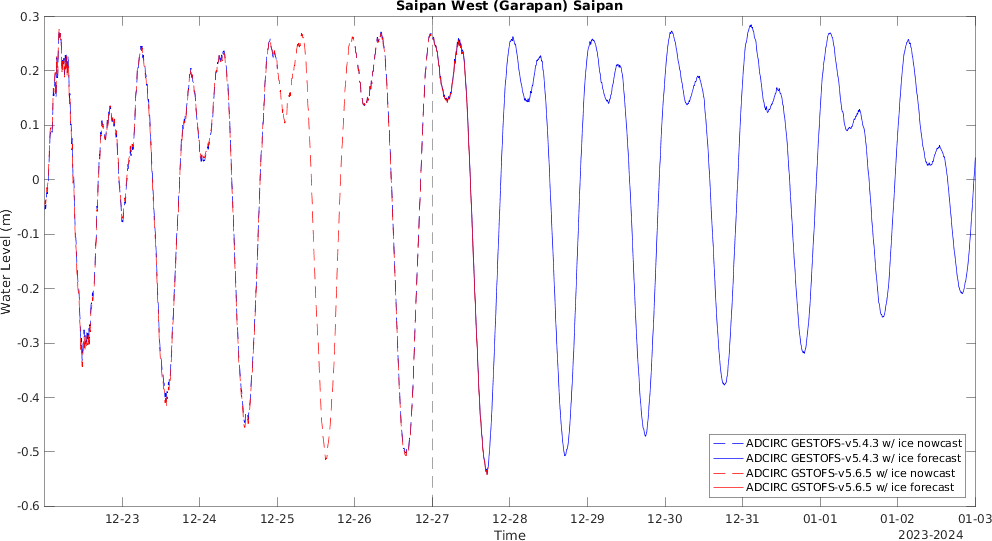 Saipan West (Garapan) Saipan
0.3
0.2
0.1
0
-0.1
-0.2
-0.3
-0.4
-0.5
-0.6
Water Level (m)
ADCIRC GESTOFS-v5.4.3 w/ ice nowcast
ADCIRC GESTOFS-v5.4.3 w/ ice forecast
ADCIRC GSTOFS-v5.6.5 w/ ice nowcast
ADCIRC GSTOFS-v5.6.5 w/ ice forecast
12-23 12-24 12-25 12-26 12-27 12-28 12-29 12-30 12-31 01-01 01-02 01-03
Time
2023-2024